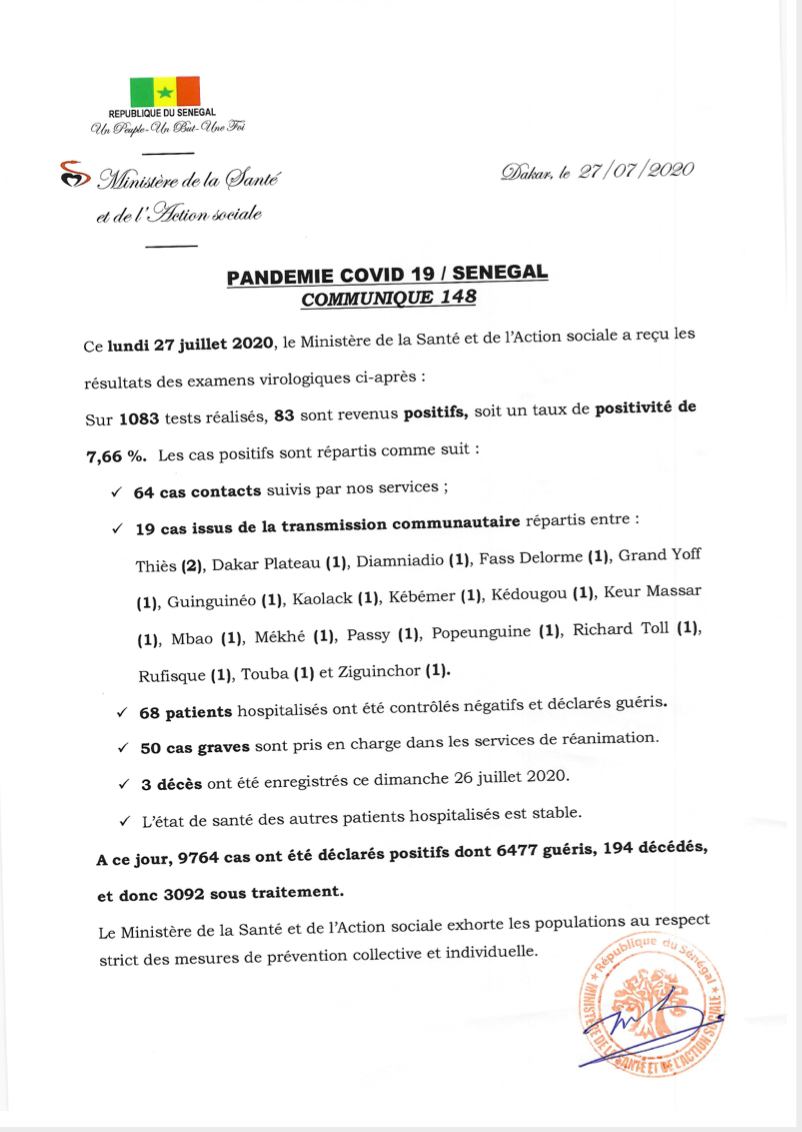 REPUBLIQUE DU SENEGAL
Un Peuple-Un But-Une Foi
Ministère de la Santé
et de l'Action sociale
Dakar, le 27/07/2020
PANDEMIE COVID 19 / SENEGAL
COMMUNIQUE 148
Ce lundi 27 juillet 2020, le Ministère de la Santé et de l'Action sociale a reçu les
résultats des examens virologiques ci-après :
Sur 1083 tests réalisés, 83 sont revenus positifs, soit un taux de positivité de
7,66 %. Les cas positifs sont répartis comme suit :
✓ 64 cas contacts suivis par nos services ;
✓ 19 cas issus de la transmission communautaire répartis entre :
Thiès (2), Dakar Plateau (1), Diamniadio (1), Fass Delorme (1), Grand Yoff
(1), Guinguinéo (1), Kaolack (1), Kébémer (1), Kédougou (1), Keur Massar
(1), Mbao (1), Mékhé (1), Passy (1), Popeunguine (1), Richard Toll (1),
Rufisque (1), Touba (1) et Ziguinchor (1).
✓ 68 patients hospitalisés ont été contrôlés négatifs et déclarés guéris.
✓ 50 cas graves sont pris en charge dans les services de réanimation.
✓ 3 décès ont été enregistrés ce dimanche 26 juillet 2020.
✓ L'état de santé des autres patients hospitalisés est stable.
A ce jour, 9764 cas ont été déclarés positifs dont 6477 guéris, 194 décédés,
et donc 3092 sous traitement.
Le Ministère de la Santé et de l'Action sociale exhorte les populations au respect
strict des mesures de prévention collective et individuelle.
★ République du Sénégal ★
MINISTÈRE DE LA SANTÉ ET DE L'ACTION SOCIALE